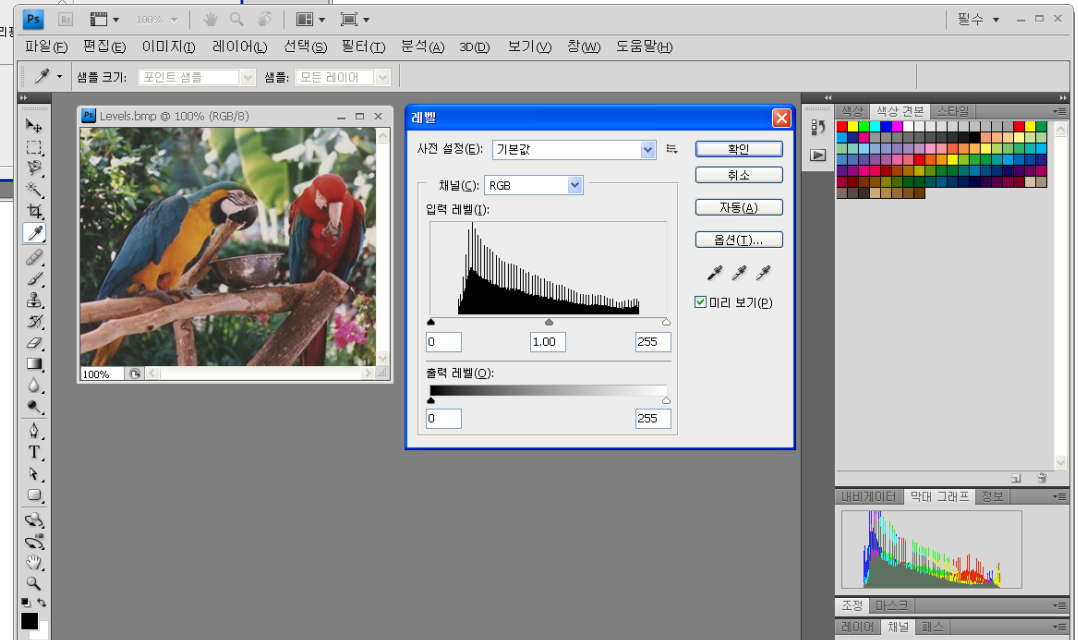 Ps
Br
100%
필수
파일(F) 편집(E) 이미지(I) 레이어(L) 선택(S) 필터(T) 분석(A) 3D(D) 보기(V) 창(W) 도움말(H)
샘플 크기: 포인트 샘플 샘플: 모든 레이어
Ps Levels.bmp @ 100% (RGB/8)
100%
T
레벨
사전 설정(E): 기본값
채널(C): RGB
입력 레벨(I):
0 1.00 255
출력 레벨(O):
0 255
확인
취소
자동(A)
옵션(T)...
미리 보기(P)
색상 색상 견본 스타일
내비게이터 막대 그래프 정보
조정 마스크
레이어 채널 패스